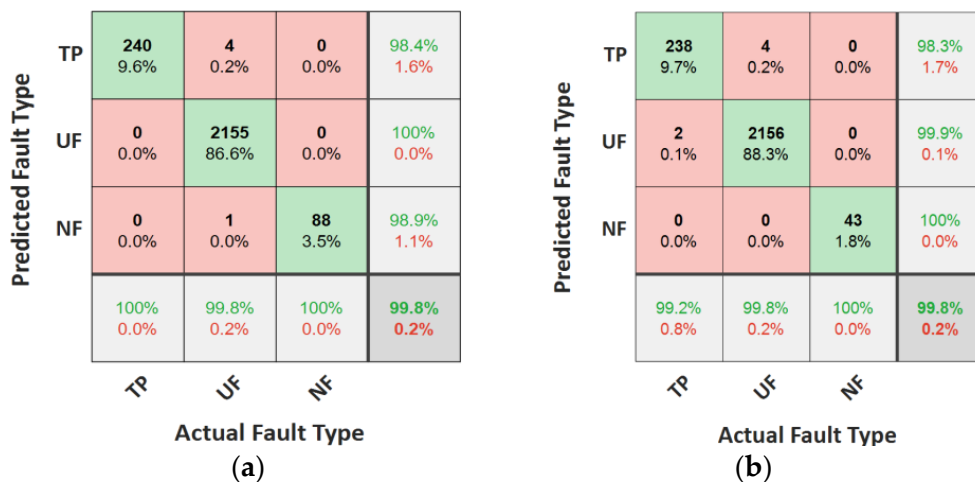 TP 240 4 0 98.4%
9.6% 0.2% 0.0% 1.6%
UF 0 2155 0 100%
0.0% 86.6% 0.0% 0.0%
NF 0 1 88 98.9%
0.0% 0.0% 3.5% 1.1%
100% 99.8% 100% 99.8%
0.0% 0.2% 0.0% 0.2%
TP UF NF
Predicted Fault Type
Actual Fault Type
(a)
TP 238 4 0 98.3%
9.7% 0.2% 0.0% 1.7%
UF 2 2156 0 99.9%
0.1% 88.3% 0.0% 0.1%
NF 0 0 43 100%
0.0% 0.0% 1.8% 0.0%
99.2% 99.8% 100% 99.8%
0.8% 0.2% 0.0% 0.2%
TP UF NF
Predicted Fault Type
Actual Fault Type
(b)